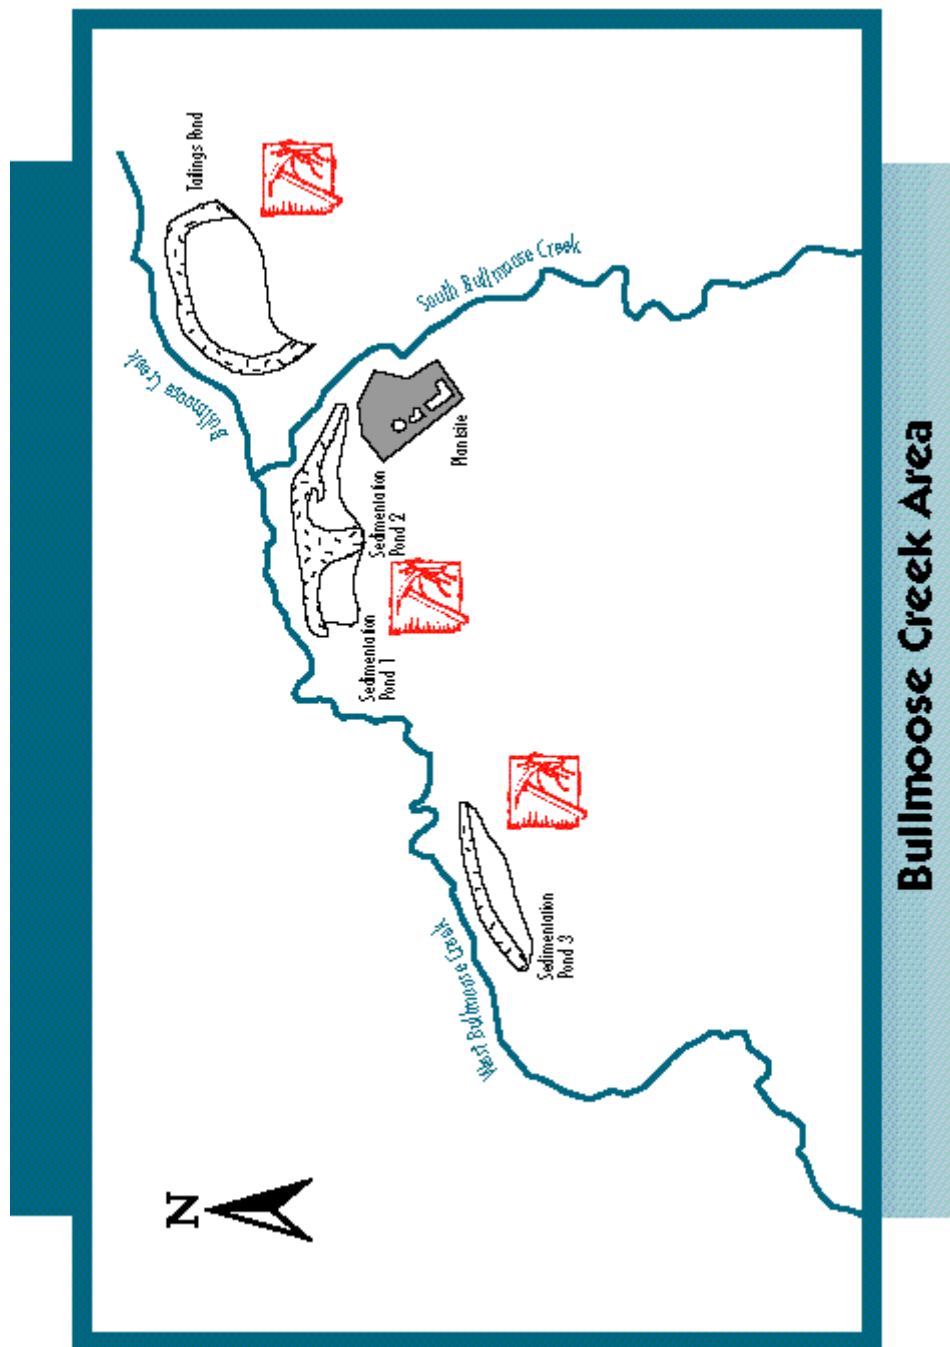 N
Bullmoose Creek
Tailings Pond
South Bullmoose Creek
West Bullmoose Creek
Sedimentation
Pond 1
Sedimentation
Pond 2
Plantsite
Sedimentation
Pond 3
Bullmoose Creek Area